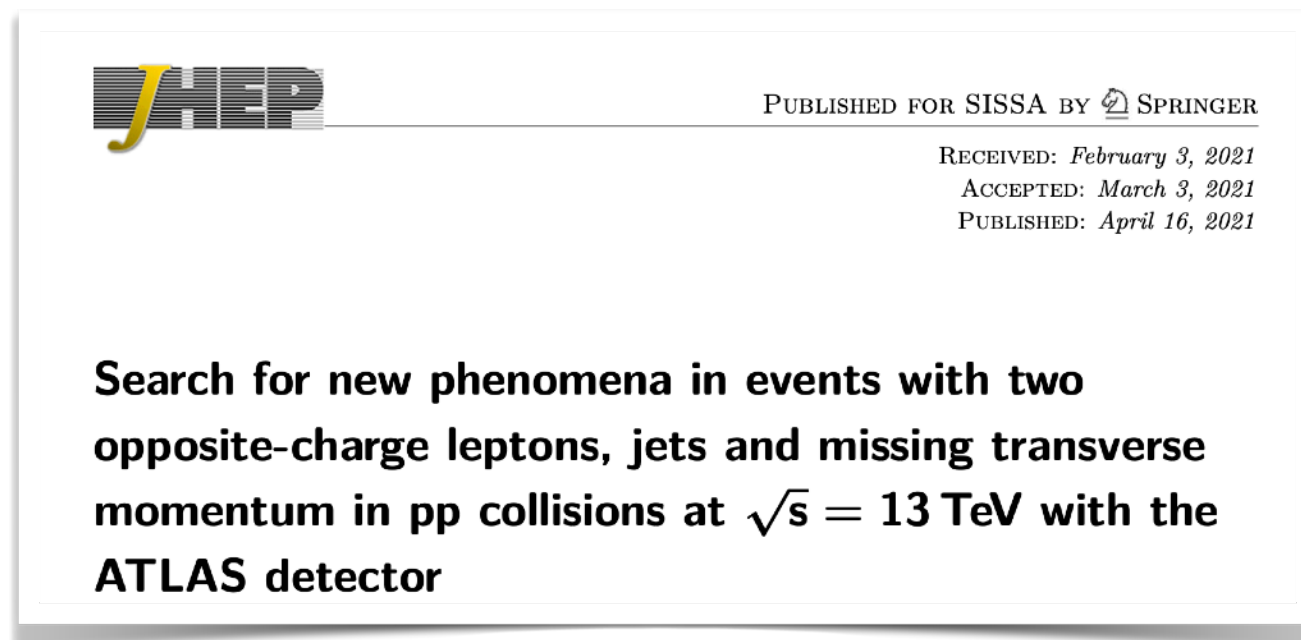 JHEP
PUBLISHED FOR SISSA BY SPRINGER
RECEIVED: February 3, 2021
ACCEPTED: March 3, 2021
PUBLISHED: April 16, 2021
Search for new phenomena in events with two
opposite-charge leptons, jets and missing transverse
momentum in pp collisions at √s = 13 TeV with the
ATLAS detector